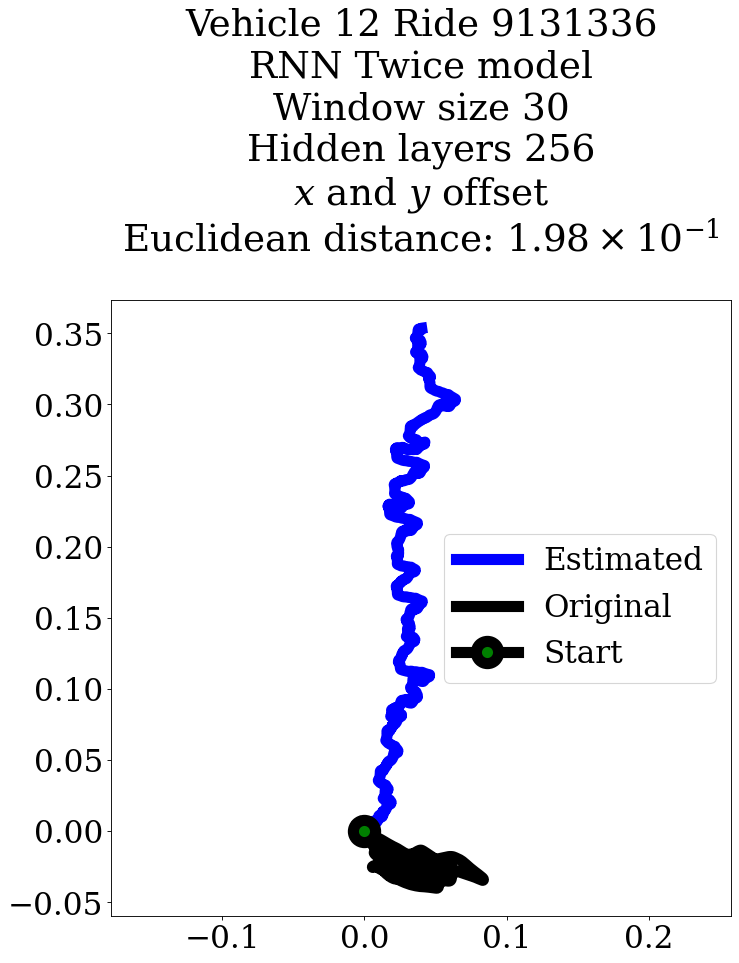 Vehicle 12 Ride 9131336
RNN Twice model
Window size 30
Hidden layers 256
x and y offset
Euclidean distance: 1.98 × 10⁻¹
0.35
0.30
0.25
0.20
0.15
0.10
0.05
0.00
−0.05
Estimated
Original
Start
−0.1
0.0
0.1
0.2